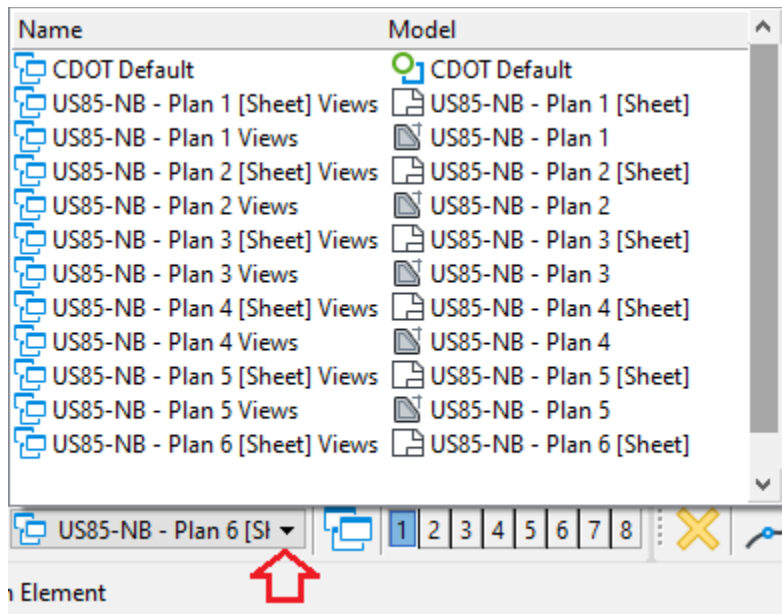 Name Model
CDOT Default CDOT Default
US85-NB - Plan 1 [Sheet] Views US85-NB - Plan 1 [Sheet]
US85-NB - Plan 1 Views US85-NB - Plan 1
US85-NB - Plan 2 [Sheet] Views US85-NB - Plan 2 [Sheet]
US85-NB - Plan 2 Views US85-NB - Plan 2
US85-NB - Plan 3 [Sheet] Views US85-NB - Plan 3 [Sheet]
US85-NB - Plan 3 Views US85-NB - Plan 3
US85-NB - Plan 4 [Sheet] Views US85-NB - Plan 4 [Sheet]
US85-NB - Plan 4 Views US85-NB - Plan 4
US85-NB - Plan 5 [Sheet] Views US85-NB - Plan 5 [Sheet]
US85-NB - Plan 5 Views US85-NB - Plan 5
US85-NB - Plan 6 [Sheet] Views US85-NB - Plan 6 [Sheet]
US85-NB - Plan 6 [Sh 1 2 3 4 5 6 7 8
Element